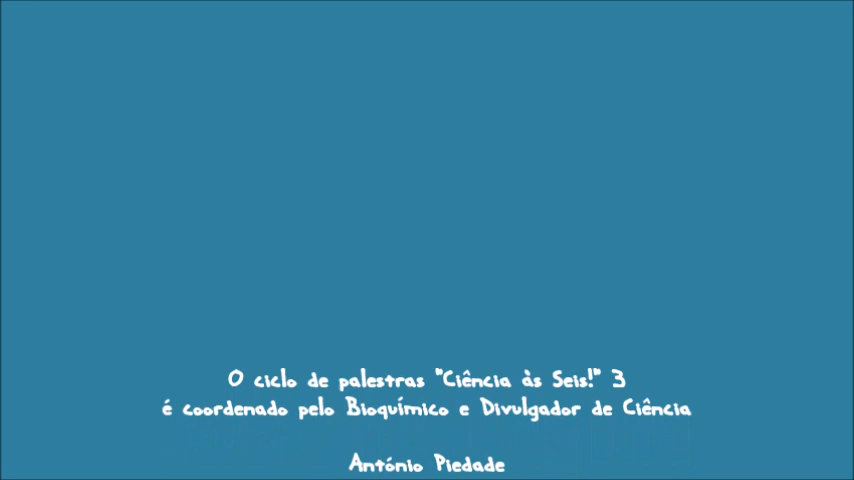 O ciclo de palestras "Ciência às Seis!" 3
é coordenado pelo Bioquímico e Divulgador de Ciência
António Piedade